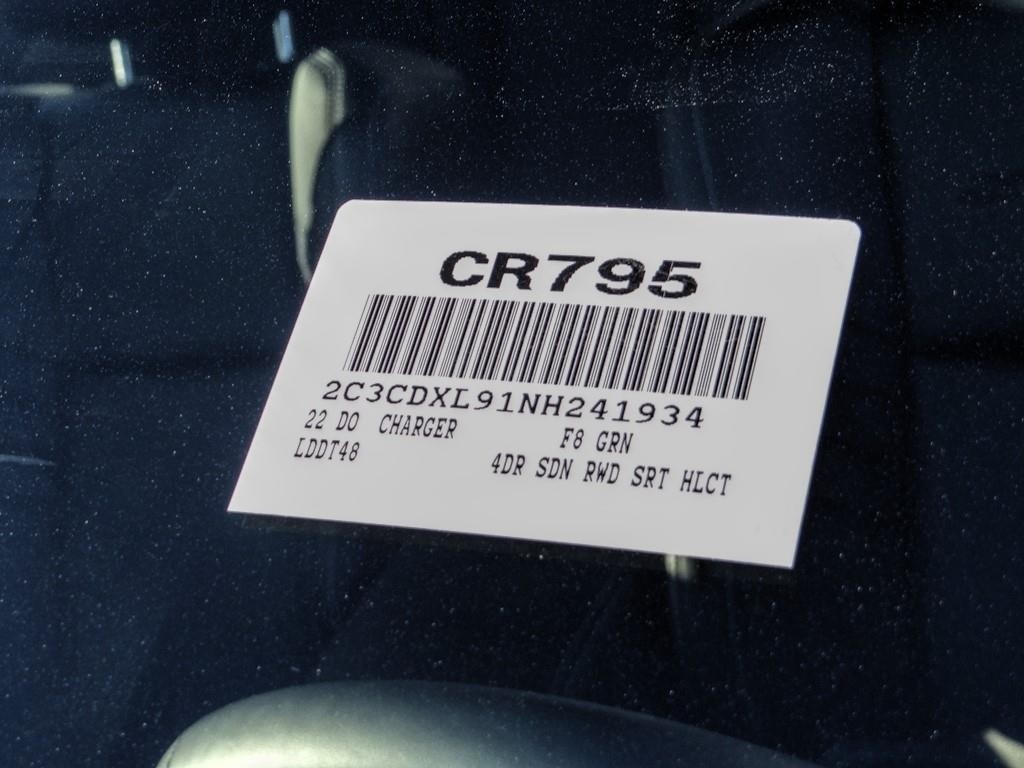 CR795
2C3CDXL91NH241934
22 DO CHARGER F8 GRN
LDDT48 4DR SDN RWD SRT HLCT